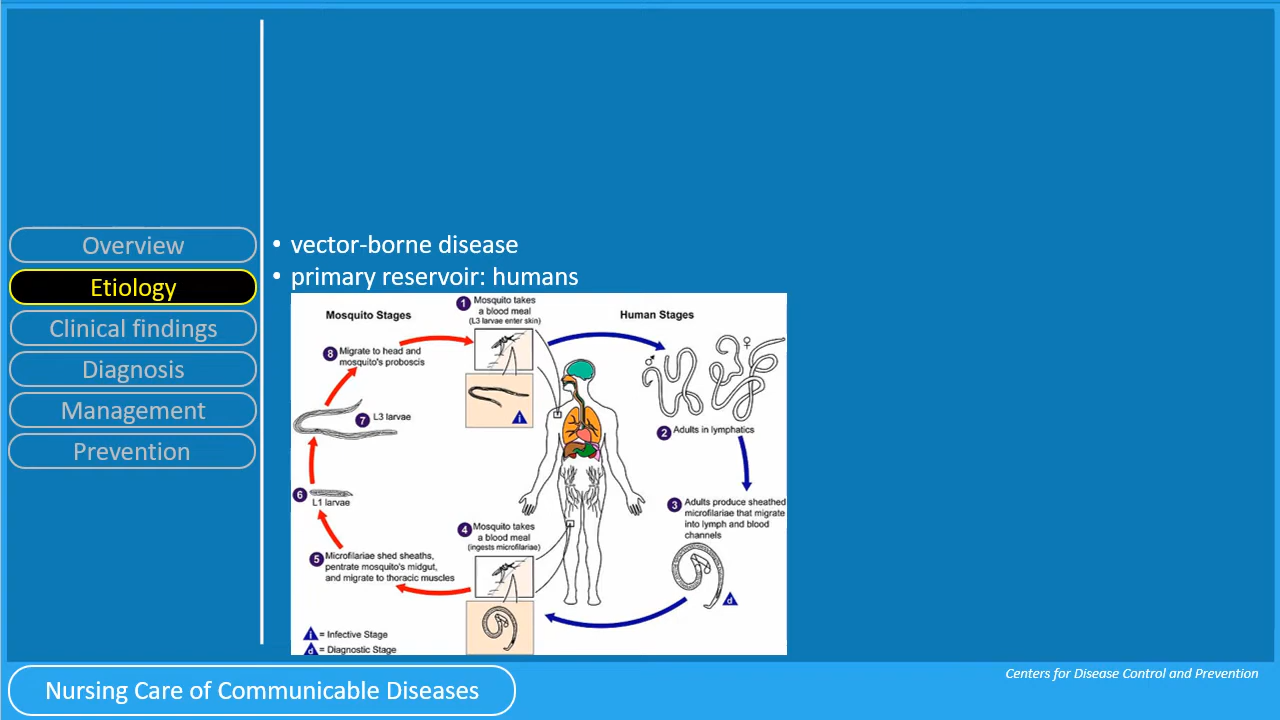 Overview
Etiology
Clinical findings
Diagnosis
Management
Prevention
• vector-borne disease
• primary reservoir: humans
Mosquito Stages
Human Stages
1 Mosquito takes
a blood meal
(L3 larvae enter skin)
i
♂
♀
2 Adults in lymphatics
3 Adults produce sheathed
microfilariae that migrate
into lymph and blood
channels
d
4 Mosquito takes
a blood meal
(ingests microfilariae)
5 Microfilariae shed sheaths,
pentrate mosquito's midgut,
and migrate to thoracic muscles
6
L1 larvae
7 L3 larvae
8 Migrate to head and
mosquito's proboscis
i = Infective Stage
d = Diagnostic Stage
Centers for Disease Control and Prevention
Nursing Care of Communicable Diseases